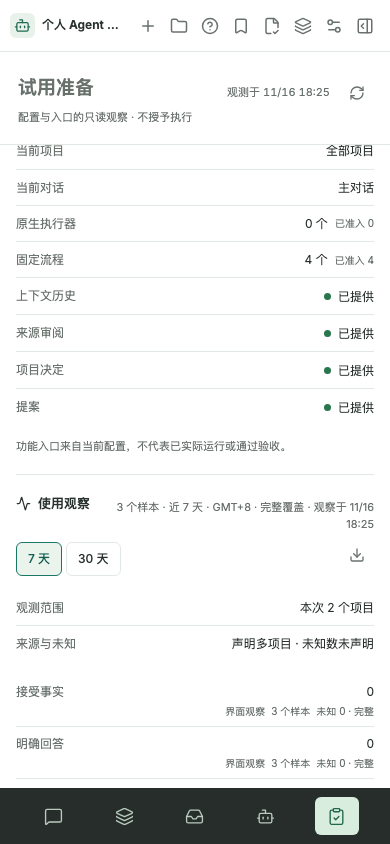 个人 Agent ...
试用准备
观测于 11/16 18:25
配置与入口的只读观察 · 不授予执行
当前项目 全部项目
当前对话 主对话
原生执行器 0 个 已准入 0
固定流程 4 个 已准入 4
上下文历史 已提供
来源审阅 已提供
项目决定 已提供
提案 已提供
功能入口来自当前配置，不代表已实际运行或通过验收。
使用观察 3 个样本 · 近 7 天 · GMT+8 · 完整覆盖 · 观察于 11/16
18:25
7 天 30 天
观测范围 本次 2 个项目
来源与未知 声明多项目 · 未知数未声明
接受事实 0
界面观察 3 个样本 未知 0 · 完整
明确回答 0
界面观察 3 个样本 未知 0 · 完整